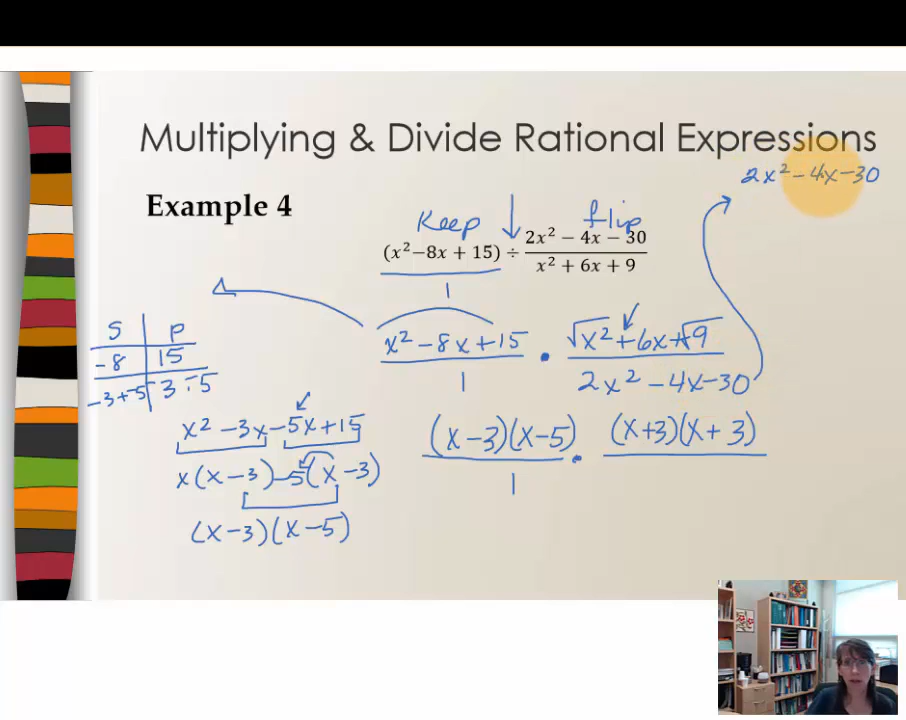 Multiplying & Divide Rational Expressions
2x² - 4x - 30
Example 4
Keep ↓ flip
(x²−8x + 15) ÷ (2x² − 4x − 30)/(x² + 6x + 9)
1
S | P
-8 | 15
-3+-5 | -3·-5
(x² - 8x + 15)/1 · (√x² + 6x + √9)/(2x² - 4x - 30)
x² - 3x - 5x + 15
x(x - 3) - 5(x - 3)
(x - 3)(x - 5)
(x - 3)(x - 5)/1 · (x + 3)(x + 3)